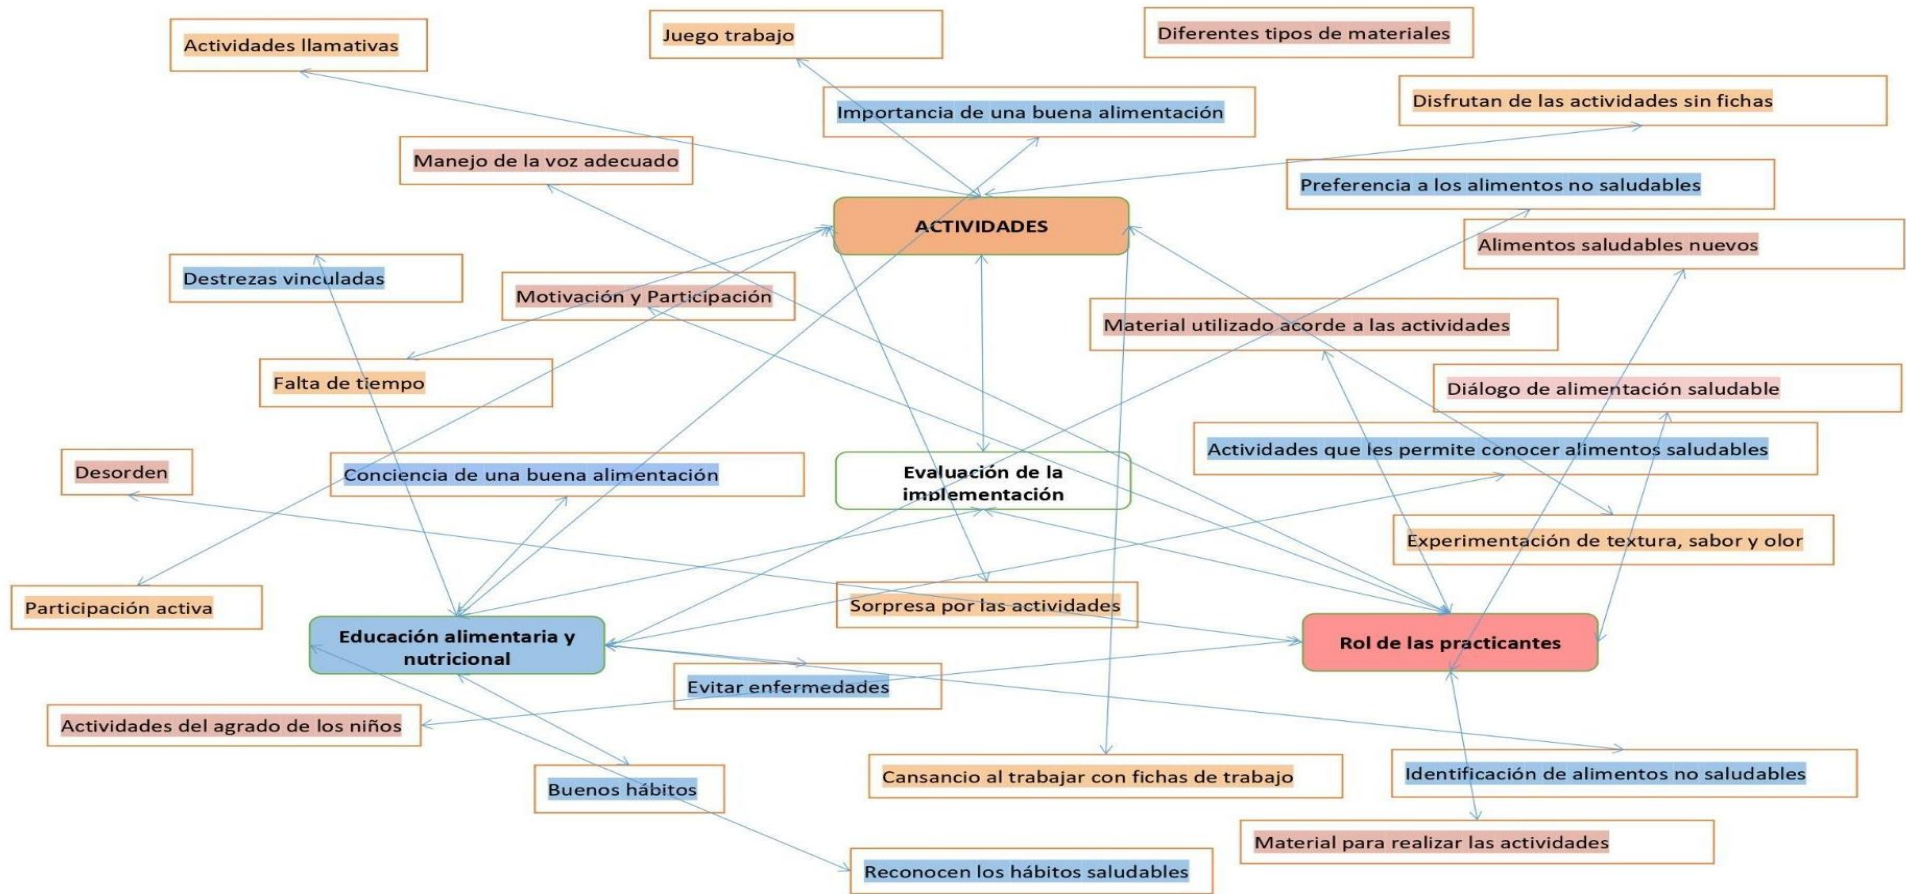 Actividades llamativas
Juego trabajo
Diferentes tipos de materiales
Importancia de una buena alimentación
Disfrutan de las actividades sin fichas
Manejo de la voz adecuado
Preferencia a los alimentos no saludables
ACTIVIDADES
Alimentos saludables nuevos
Destrezas vinculadas
Motivación y Participación
Material utilizado acorde a las actividades
Falta de tiempo
Diálogo de alimentación saludable
Actividades que les permite conocer alimentos saludables
Desorden
Conciencia de una buena alimentación
Evaluación de la
implementación
Experimentación de textura, sabor y olor
Participación activa
Sorpresa por las actividades
Educación alimentaria y
nutricional
Rol de las practicantes
Evitar enfermedades
Actividades del agrado de los niños
Buenos hábitos
Cansancio al trabajar con fichas de trabajo
Identificación de alimentos no saludables
Material para realizar las actividades
Reconocen los hábitos saludables